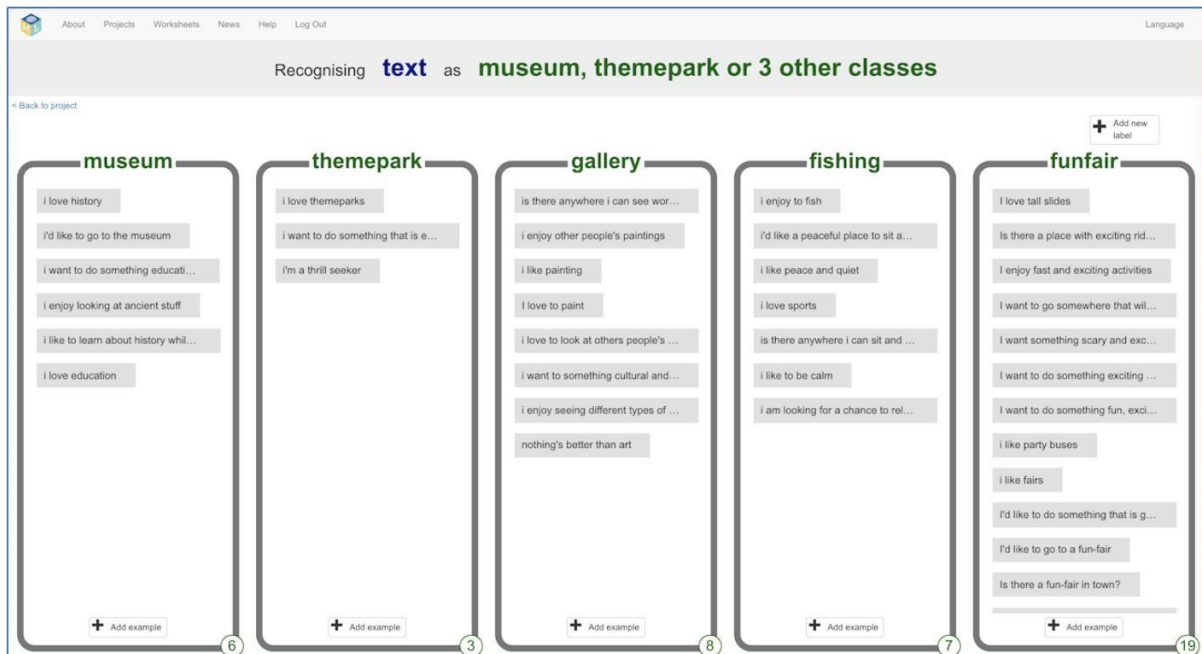 About Projects Worksheets News Help Log Out Language
Recognising text as museum, themepark or 3 other classes
< Back to project
Add new
label
museum
i love history
i'd like to go to the museum
i want to do something educati...
i enjoy looking at ancient stuff
i like to learn about history whil...
i love education
Add example
6
themepark
i love themeparks
i want to do something that is e...
i'm a thrill seeker
Add example
3
gallery
is there anywhere i can see wor...
i enjoy other people's paintings
i like painting
I love to paint
i love to look at others people's ...
i want to something cultural and...
i enjoy seeing different types of ...
nothing's better than art
Add example
8
fishing
i enjoy to fish
i'd like a peaceful place to sit a...
i like peace and quiet
i love sports
is there anywhere i can sit and ...
i like to be calm
i am looking for a chance to rel...
Add example
7
funfair
I love tall slides
Is there a place with exciting rid...
I enjoy fast and exciting activities
I want to go somewhere that wil...
I want something scary and exc...
I want to do something exciting ...
I want to do something fun, exci...
i like party buses
i like fairs
I'd like to do something that is g...
I'd like to go to a fun-fair
Is there a fun-fair in town?
Add example
19